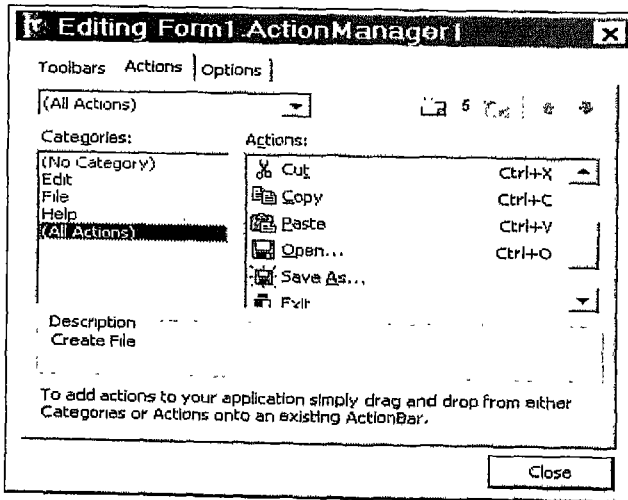 Editing Form1.ActionManager1
Toolbars Actions Options
(All Actions)
Categories:
(No Category)
Edit
File
Help
(All Actions)
Actions:
Cut Ctrl+X
Copy Ctrl+C
Paste Ctrl+V
Open... Ctrl+O
Save As...
Exit
Description
Create File
To add actions to your application simply drag and drop from either
Categories or Actions onto an existing ActionBar.
Close